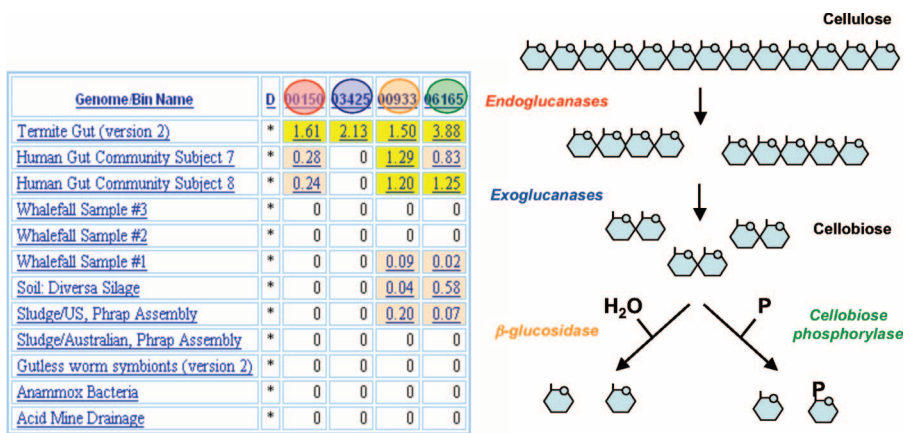 Genome/Bin Name D 00150 03425 00933 06165
Termite Gut (version 2) * 1.61 2.13 1.50 3.88
Human Gut Community Subject 7 * 0.28 0 1.29 0.83
Human Gut Community Subject 8 * 0.24 0 1.20 1.25
Whalefall Sample #3 * 0 0 0 0
Whalefall Sample #2 * 0 0 0 0
Whalefall Sample #1 * 0 0 0.09 0.02
Soil: Diversa Silage * 0 0 0.04 0.58
Sludge/US, Phrap Assembly * 0 0 0.20 0.07
Sludge/Australian, Phrap Assembly * 0 0 0 0
Gutless worm symbionts (version 2) * 0 0 0 0
Anammox Bacteria * 0 0 0 0
Acid Mine Drainage * 0 0 0 0
Cellulose
Endoglucanases
Exoglucanases
Cellobiose
H₂O P
β-glucosidase
Cellobiose
phosphorylase
P